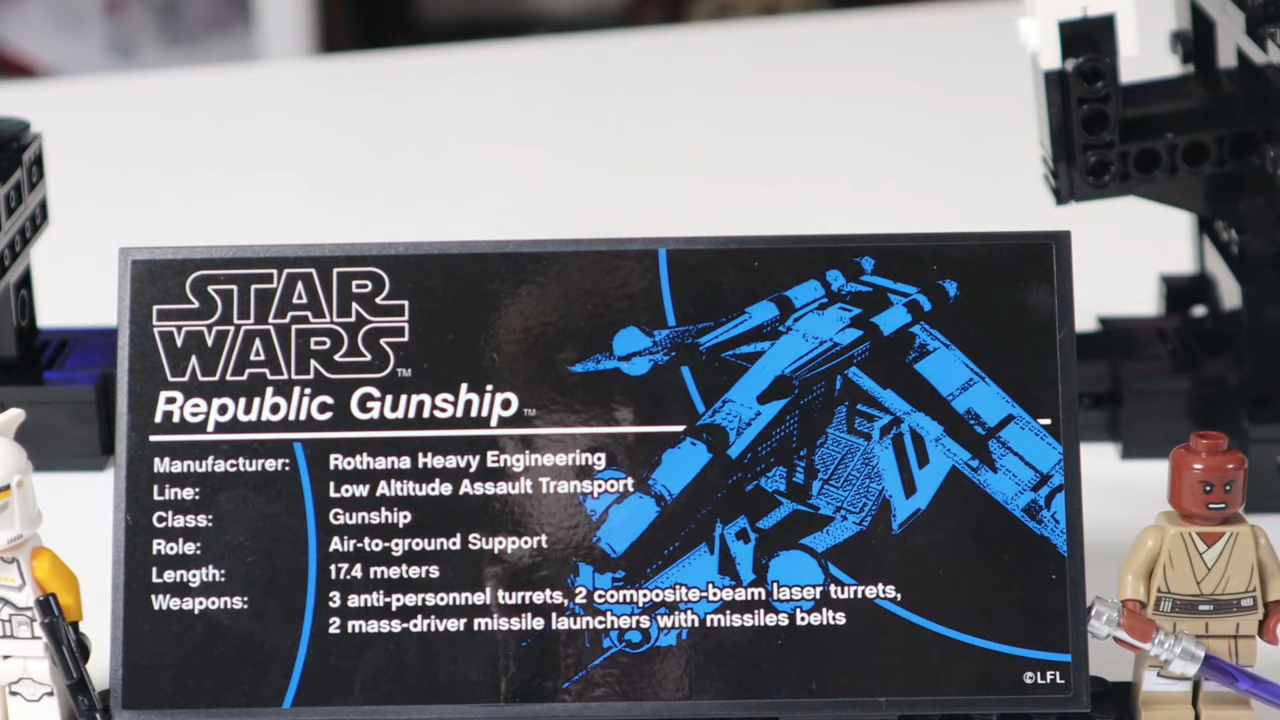 STAR
WARS™
Republic Gunship™
Manufacturer: Rothana Heavy Engineering
Line: Low Altitude Assault Transport
Class: Gunship
Role: Air-to-ground Support
Length: 17.4 meters
Weapons: 3 anti-personnel turrets, 2 composite-beam laser turrets,
2 mass-driver missile launchers with missiles belts
©LFL